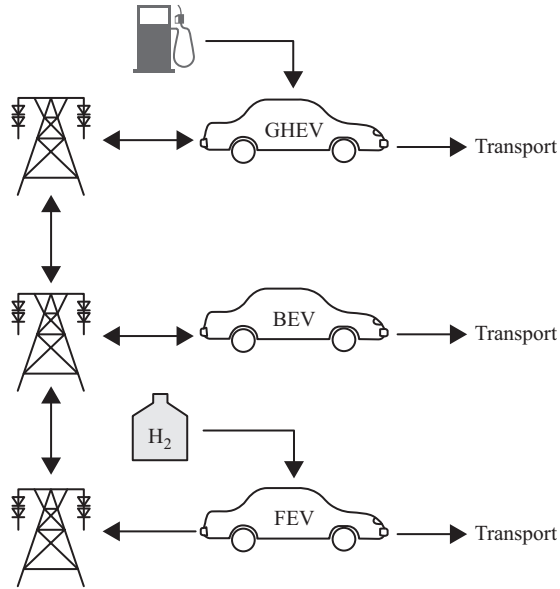 GHEV
Transport
BEV
Transport
H₂
FEV
Transport